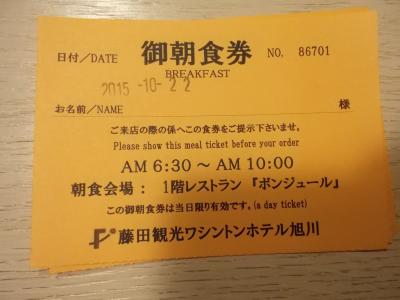 日付/DATE 御朝食券 NO. 86701
BREAKFAST
2015 -10-22
お名前/NAME 様
ご来店の際の係へこの食券をご提示下さいませ。
Please show this meal ticket before your order
AM 6:30 ~ AM 10:00
朝食会場: 1階レストラン『ボンジュール』
この御朝食券は当日限り有効です。(a day ticket)
藤田観光ワシントンホテル旭川